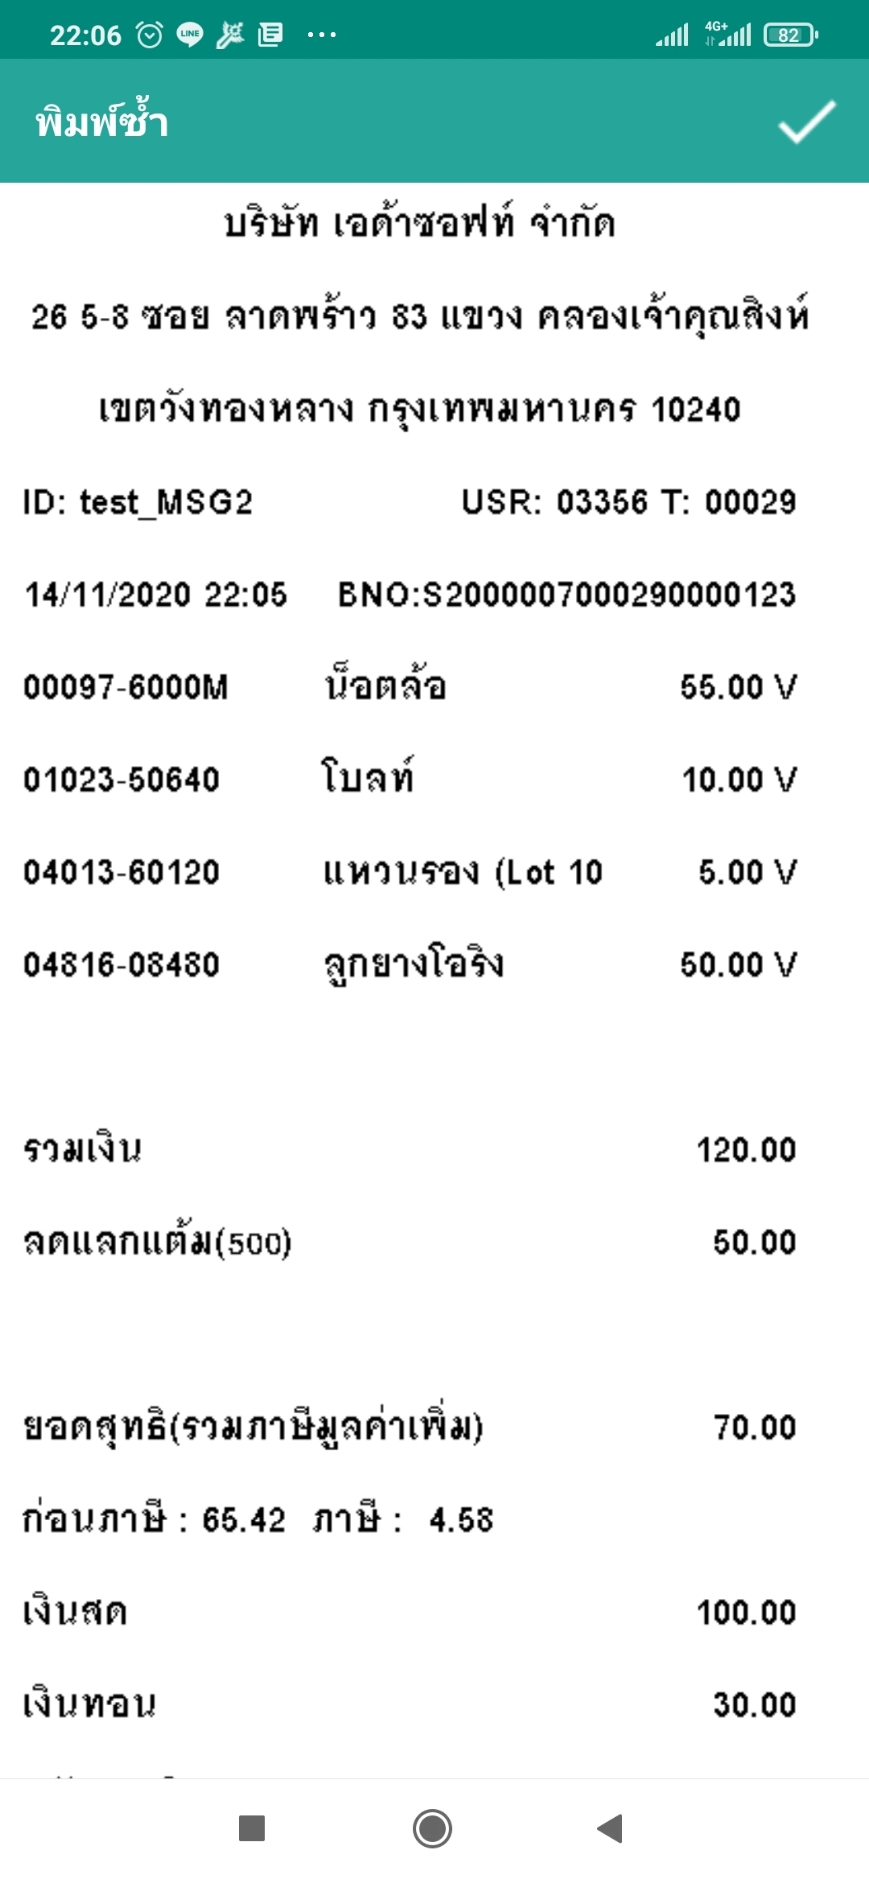 22:06 LINE 4G+ 82
พิมพ์ซ้ำ
บริษัท เอด้าซอฟท์ จำกัด
26 5-8 ซอย ลาดพร้าว 83 แขวง คลองเจ้าคุณสิงห์
เขตวังทองหลาง กรุงเทพมหานคร 10240
ID: test_MSG2 USR: 03356 T: 00029
14/11/2020 22:05 BNO:S2000007000290000123
00097-6000M น็อตล้อ 55.00 V
01023-50640 โบลท์ 10.00 V
04013-60120 แหวนรอง (Lot 10 5.00 V
04816-08480 ลูกยางโอริง 50.00 V
รวมเงิน 120.00
ลดแลกแต้ม(500) 50.00
ยอดสุทธิ(รวมภาษีมูลค่าเพิ่ม) 70.00
ก่อนภาษี : 65.42 ภาษี : 4.58
เงินสด 100.00
เงินทอน 30.00